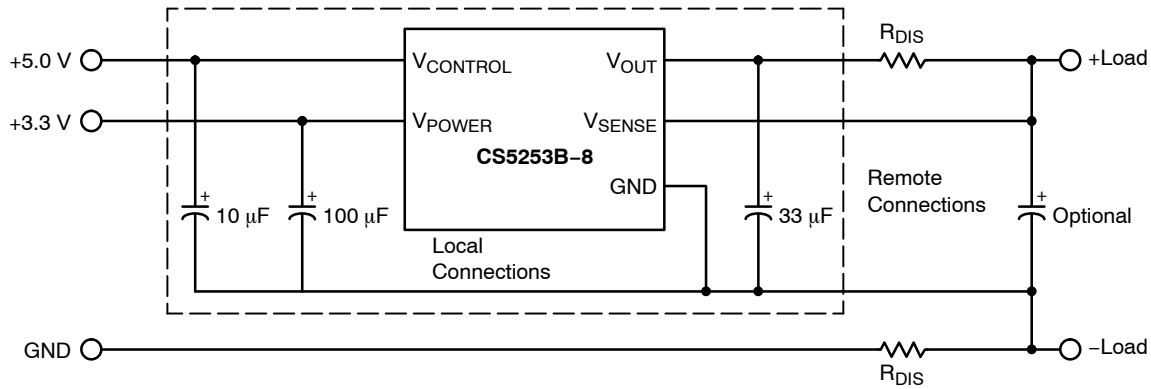 R_DIS
+5.0 V
V_CONTROL
V_OUT
+Load
+3.3 V
V_POWER
V_SENSE
CS5253B−8
GND
Remote
Connections
+
10 μF
+
100 μF
+
33 μF
+
Optional
Local
Connections
GND
−Load
R_DIS